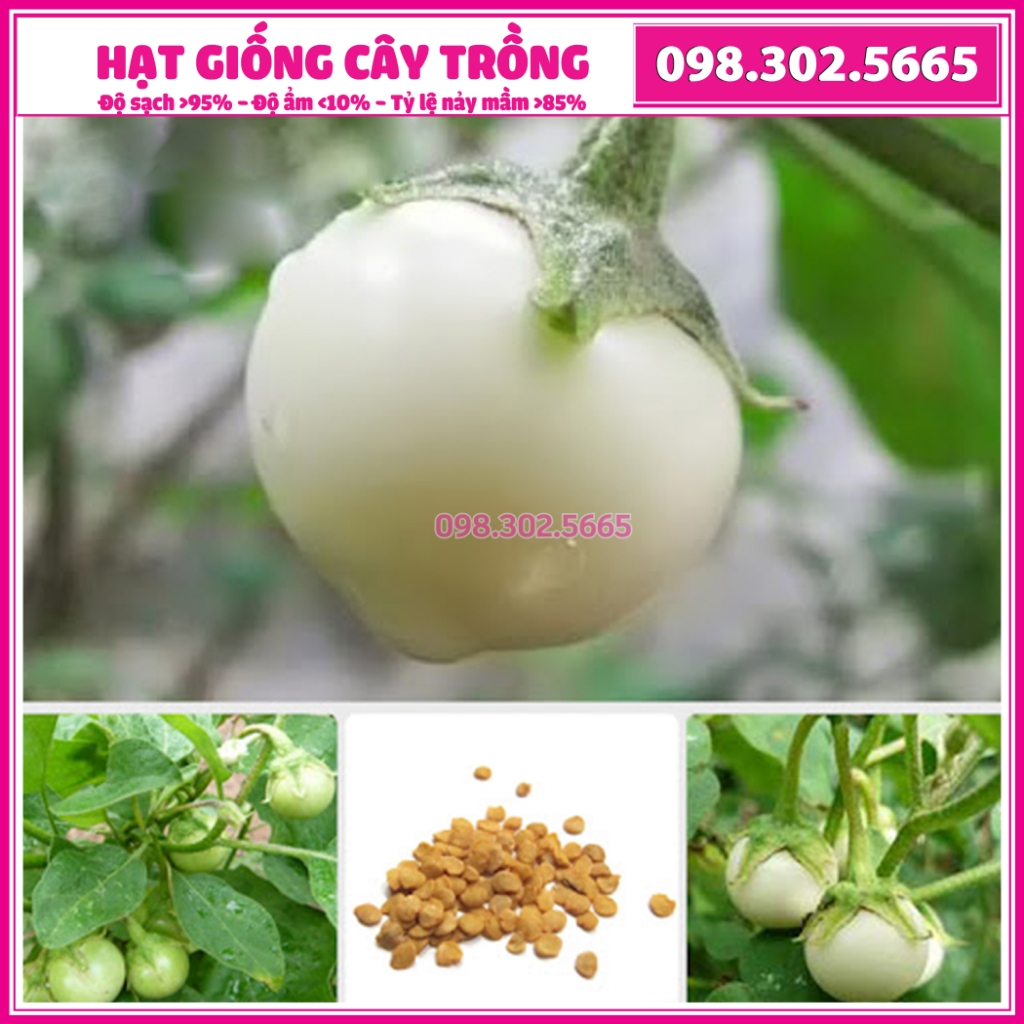 HẠT GIỐNG CÂY TRỒNG
098.302.5665
Độ sạch >95% - Độ ẩm <10% - Tỷ lệ nảy mầm >85%
098.302.5665